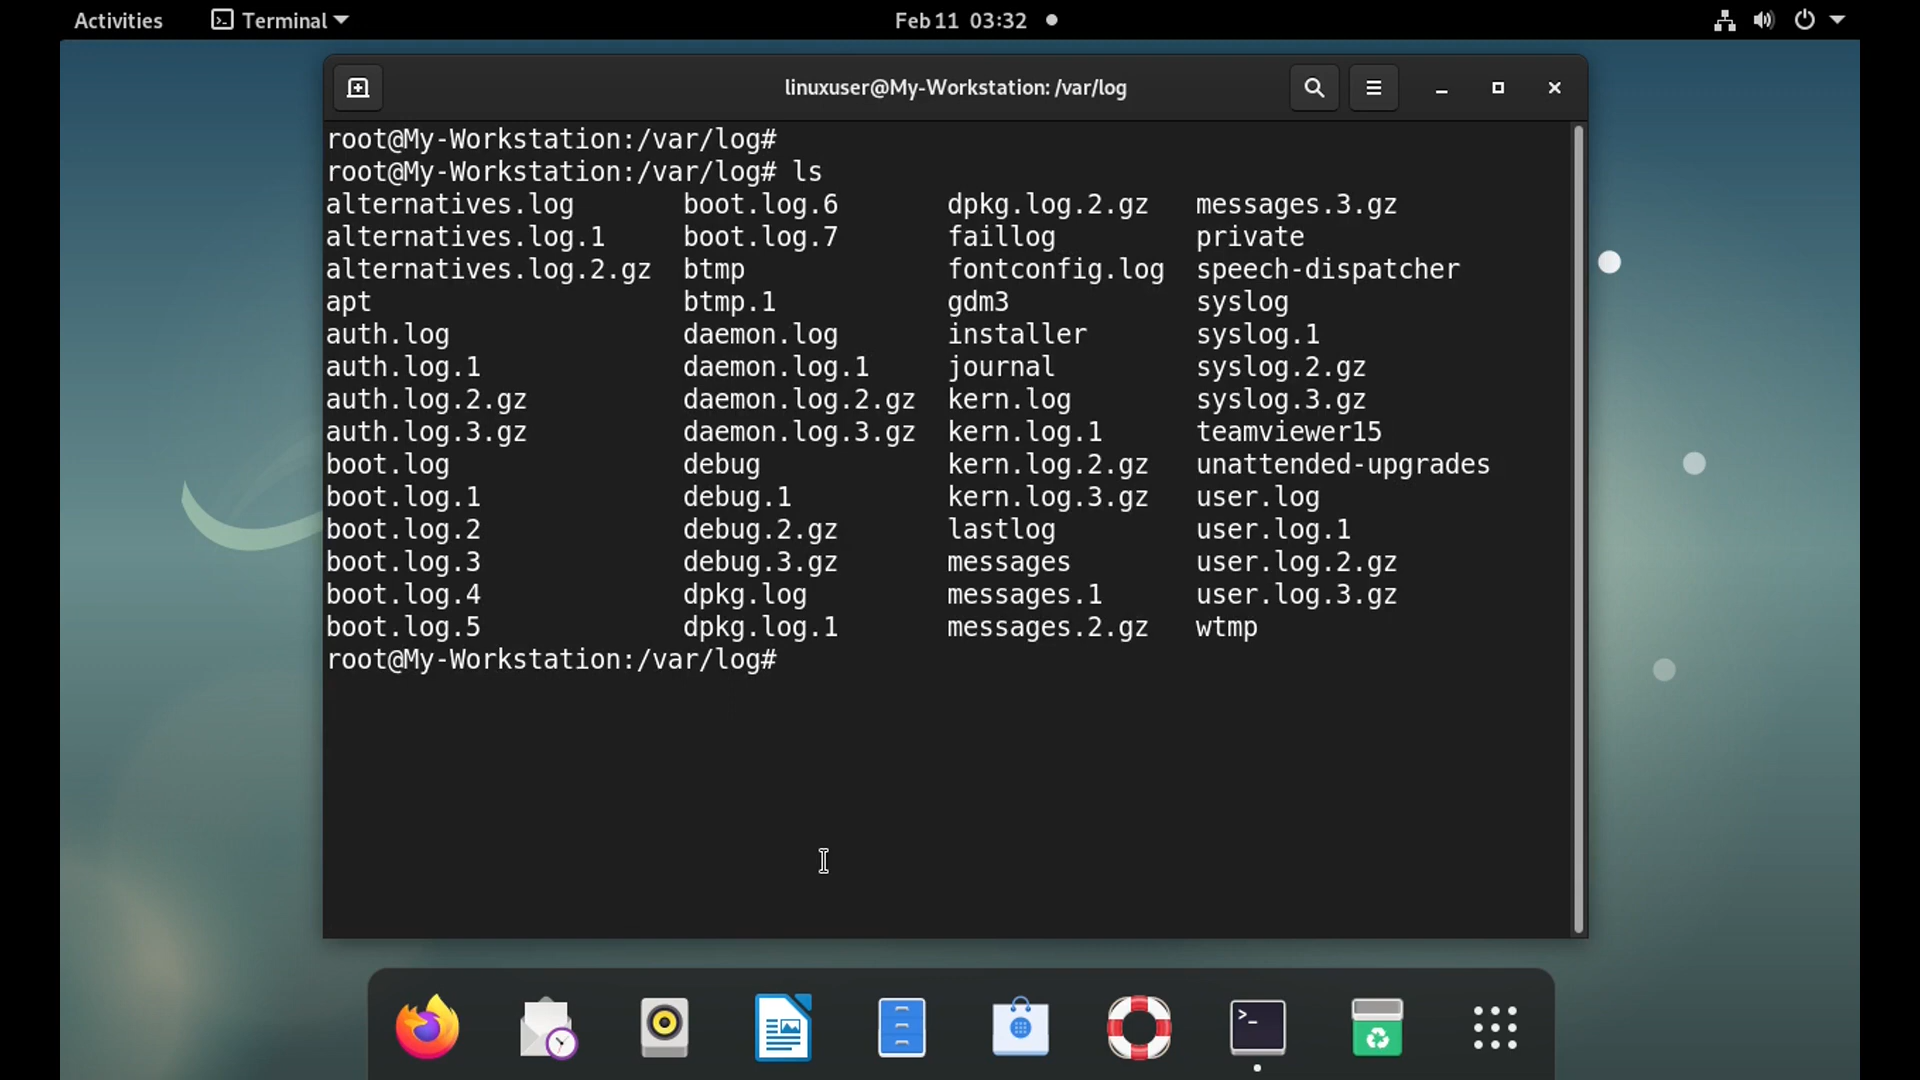 Activities Terminal Feb 11 03:32
linuxuser@My-Workstation: /var/log
root@My-Workstation:/var/log#
root@My-Workstation:/var/log# ls
alternatives.log boot.log.6 dpkg.log.2.gz messages.3.gz
alternatives.log.1 boot.log.7 faillog private
alternatives.log.2.gz btmp fontconfig.log speech-dispatcher
apt btmp.1 gdm3 syslog
auth.log daemon.log installer syslog.1
auth.log.1 daemon.log.1 journal syslog.2.gz
auth.log.2.gz daemon.log.2.gz kern.log syslog.3.gz
auth.log.3.gz daemon.log.3.gz kern.log.1 teamviewer15
boot.log debug kern.log.2.gz unattended-upgrades
boot.log.1 debug.1 kern.log.3.gz user.log
boot.log.2 debug.2.gz lastlog user.log.1
boot.log.3 debug.3.gz messages user.log.2.gz
boot.log.4 dpkg.log messages.1 user.log.3.gz
boot.log.5 dpkg.log.1 messages.2.gz wtmp
root@My-Workstation:/var/log#